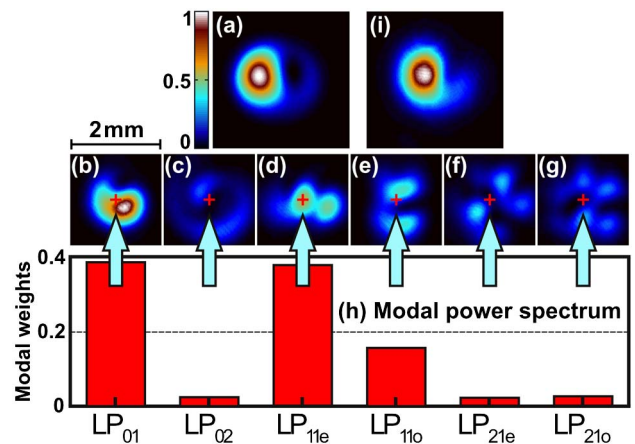 1
0.5
0
(a)
(i)
2mm
(b)
(c)
(d)
(e)
(f)
(g)
0.4
0.2
0
Modal weights
(h) Modal power spectrum
LP01
LP02
LP11e
LP11o
LP21e
LP21o